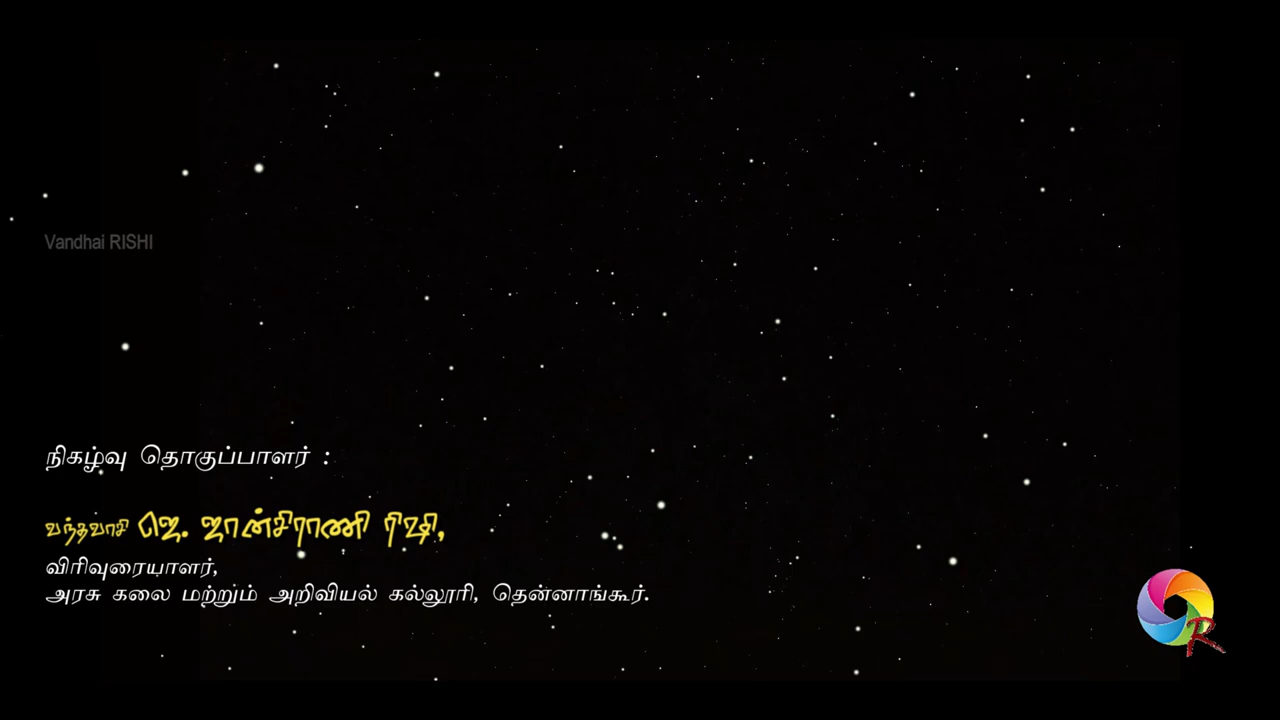 Vandhai RISHI
நிகழ்வு தொகுப்பாளர் :
வந்தவாசி ஜெ. ஜான்சிராணி ரிஷி,
விரிவுரையாளர்,
அரசு கலை மற்றும் அறிவியல் கல்லூரி, தென்னாங்கூர்.
R